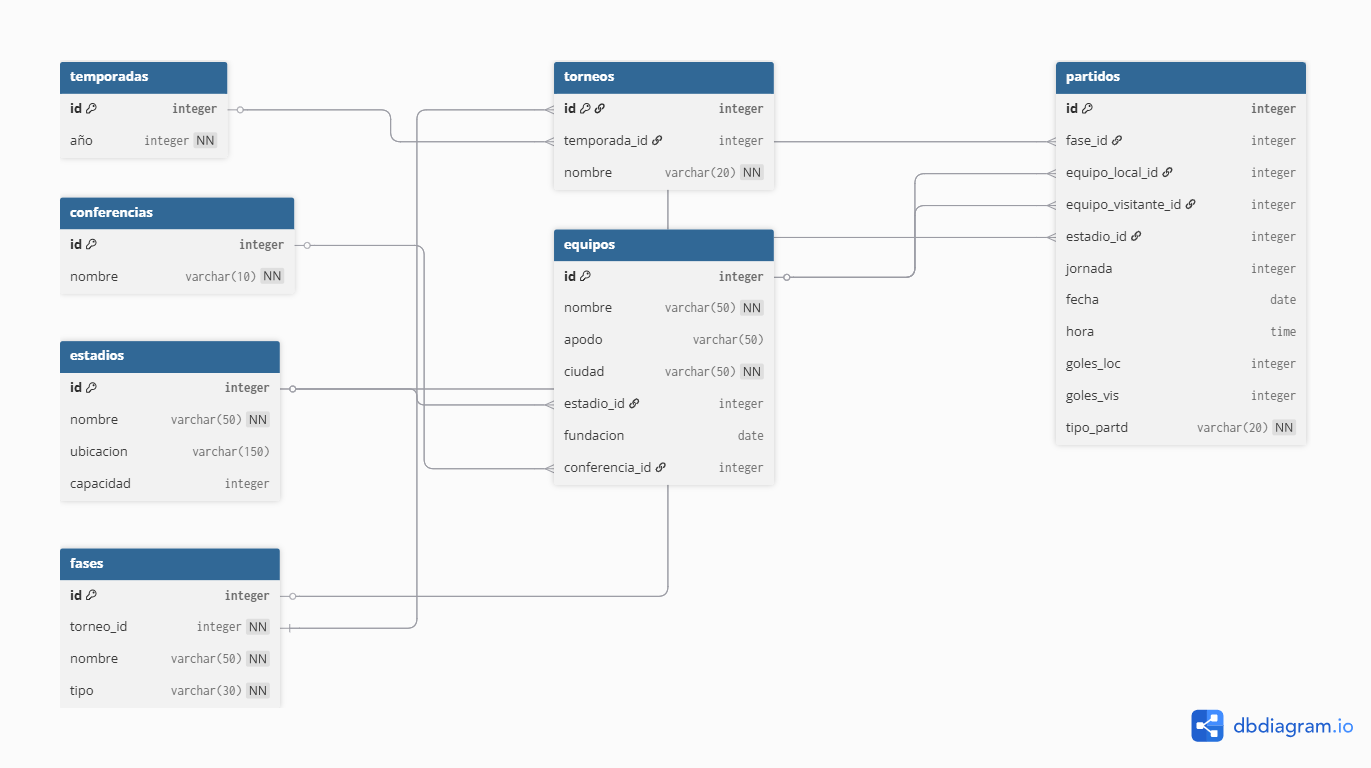 temporadas
id integer
año integer NN
conferencias
id integer
nombre varchar(10) NN
estadios
id integer
nombre varchar(50) NN
ubicacion varchar(150)
capacidad integer
fases
id integer
torneo_id integer NN
nombre varchar(50) NN
tipo varchar(30) NN
torneos
id integer
temporada_id integer
nombre varchar(20) NN
equipos
id integer
nombre varchar(50) NN
apodo varchar(50)
ciudad varchar(50) NN
estadio_id integer
fundacion date
conferencia_id integer
partidos
id integer
fase_id integer
equipo_local_id integer
equipo_visitante_id integer
estadio_id integer
jornada integer
fecha date
hora time
goles_loc integer
goles_vis integer
tipo_partd varchar(20) NN
dbdiagram.io